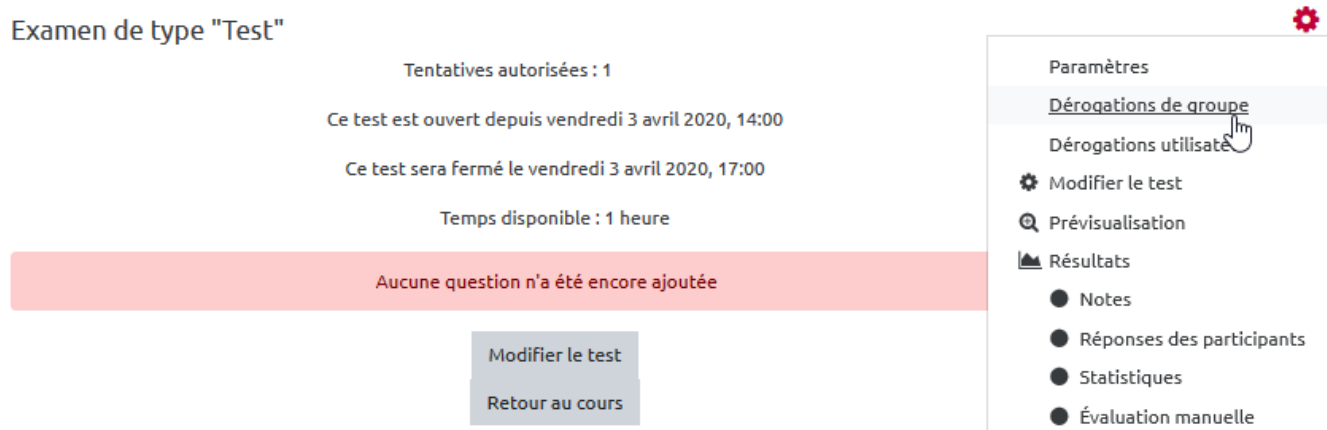 Examen de type "Test"
Tentatives autorisées : 1
Ce test est ouvert depuis vendredi 3 avril 2020, 14:00
Ce test sera fermé le vendredi 3 avril 2020, 17:00
Temps disponible : 1 heure
Aucune question n'a été encore ajoutée
Modifier le test
Retour au cours
Paramètres
Dérogations de groupe
Dérogations utilisate
Modifier le test
Prévisualisation
Résultats
Notes
Réponses des participants
Statistiques
Évaluation manuelle